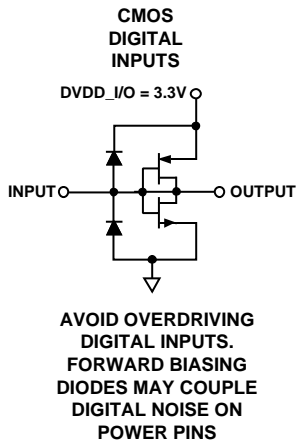 CMOS
DIGITAL
INPUTS
DVDD_I/O = 3.3V
INPUT
OUTPUT
AVOID OVERDRIVING
DIGITAL INPUTS.
FORWARD BIASING
DIODES MAY COUPLE
DIGITAL NOISE ON
POWER PINS